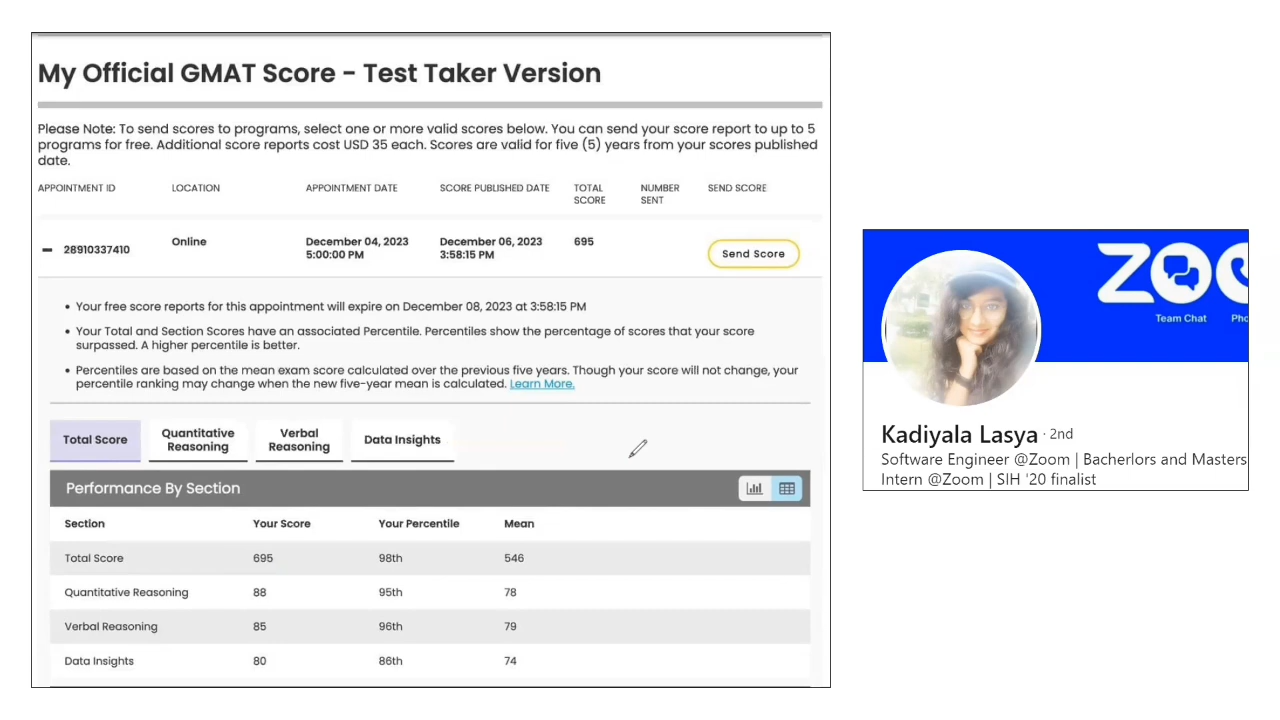 My Official GMAT Score - Test Taker Version
Please Note: To send scores to programs, select one or more valid scores below. You can send your score report to up to 5
programs for free. Additional score reports cost USD 35 each. Scores are valid for five (5) years from your scores published
date.
APPOINTMENT ID LOCATION APPOINTMENT DATE SCORE PUBLISHED DATE TOTAL SCORE NUMBER SENT SEND SCORE
28910337410 Online December 04, 2023 5:00:00 PM December 06, 2023 3:58:15 PM 695 Send Score
• Your free score reports for this appointment will expire on December 08, 2023 at 3:58:15 PM
• Your Total and Section Scores have an associated Percentile. Percentiles show the percentage of scores that your score
surpassed. A higher percentile is better.
• Percentiles are based on the mean exam score calculated over the previous five years. Though your score will not change, your
percentile ranking may change when the new five-year mean is calculated. Learn More.
Total Score Quantitative Reasoning Verbal Reasoning Data Insights
Performance By Section
Section Your Score Your Percentile Mean
Total Score 695 98th 546
Quantitative Reasoning 88 95th 78
Verbal Reasoning 85 96th 79
Data Insights 80 86th 74
ZO
Team Chat Pho
Kadiyala Lasya · 2nd
Software Engineer @Zoom | Bacherlors and Masters
Intern @Zoom | SIH '20 finalist